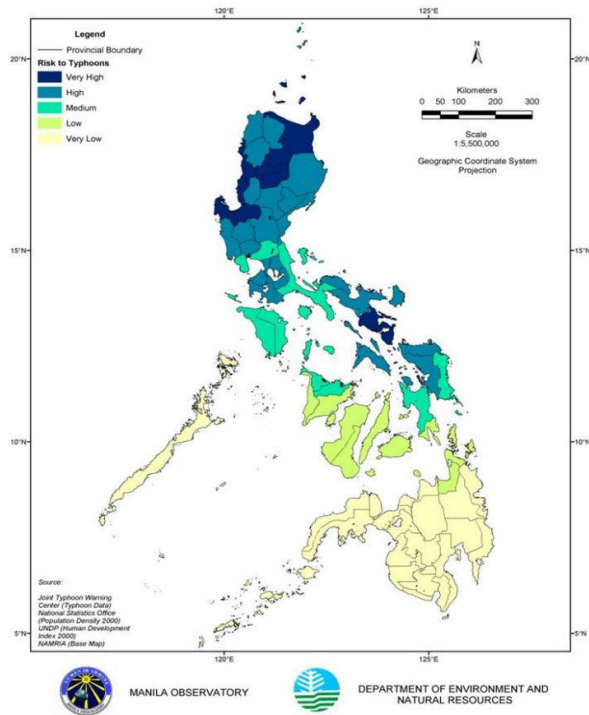 120°E 125°E
Legend
Provincial Boundary
Risk to Typhoons
Very High
High
Medium
Low
Very Low
N
Kilometers
0 50 100 200 300
Scale
1:5,500,000
Geographic Coordinate System
Projection
20°N 20°N
15°N 15°N
10°N 10°N
5°N 5°N
Source:
Joint Typhoon Warning
Center (Typhoon Data)
National Statistics Office
(Population Density 2000)
UNDP (Human Development
Index 2000)
NAMRIA (Base Map)
120°E 125°E
MANILA OBSERVATORY
DEPARTMENT OF ENVIRONMENT AND
NATURAL RESOURCES